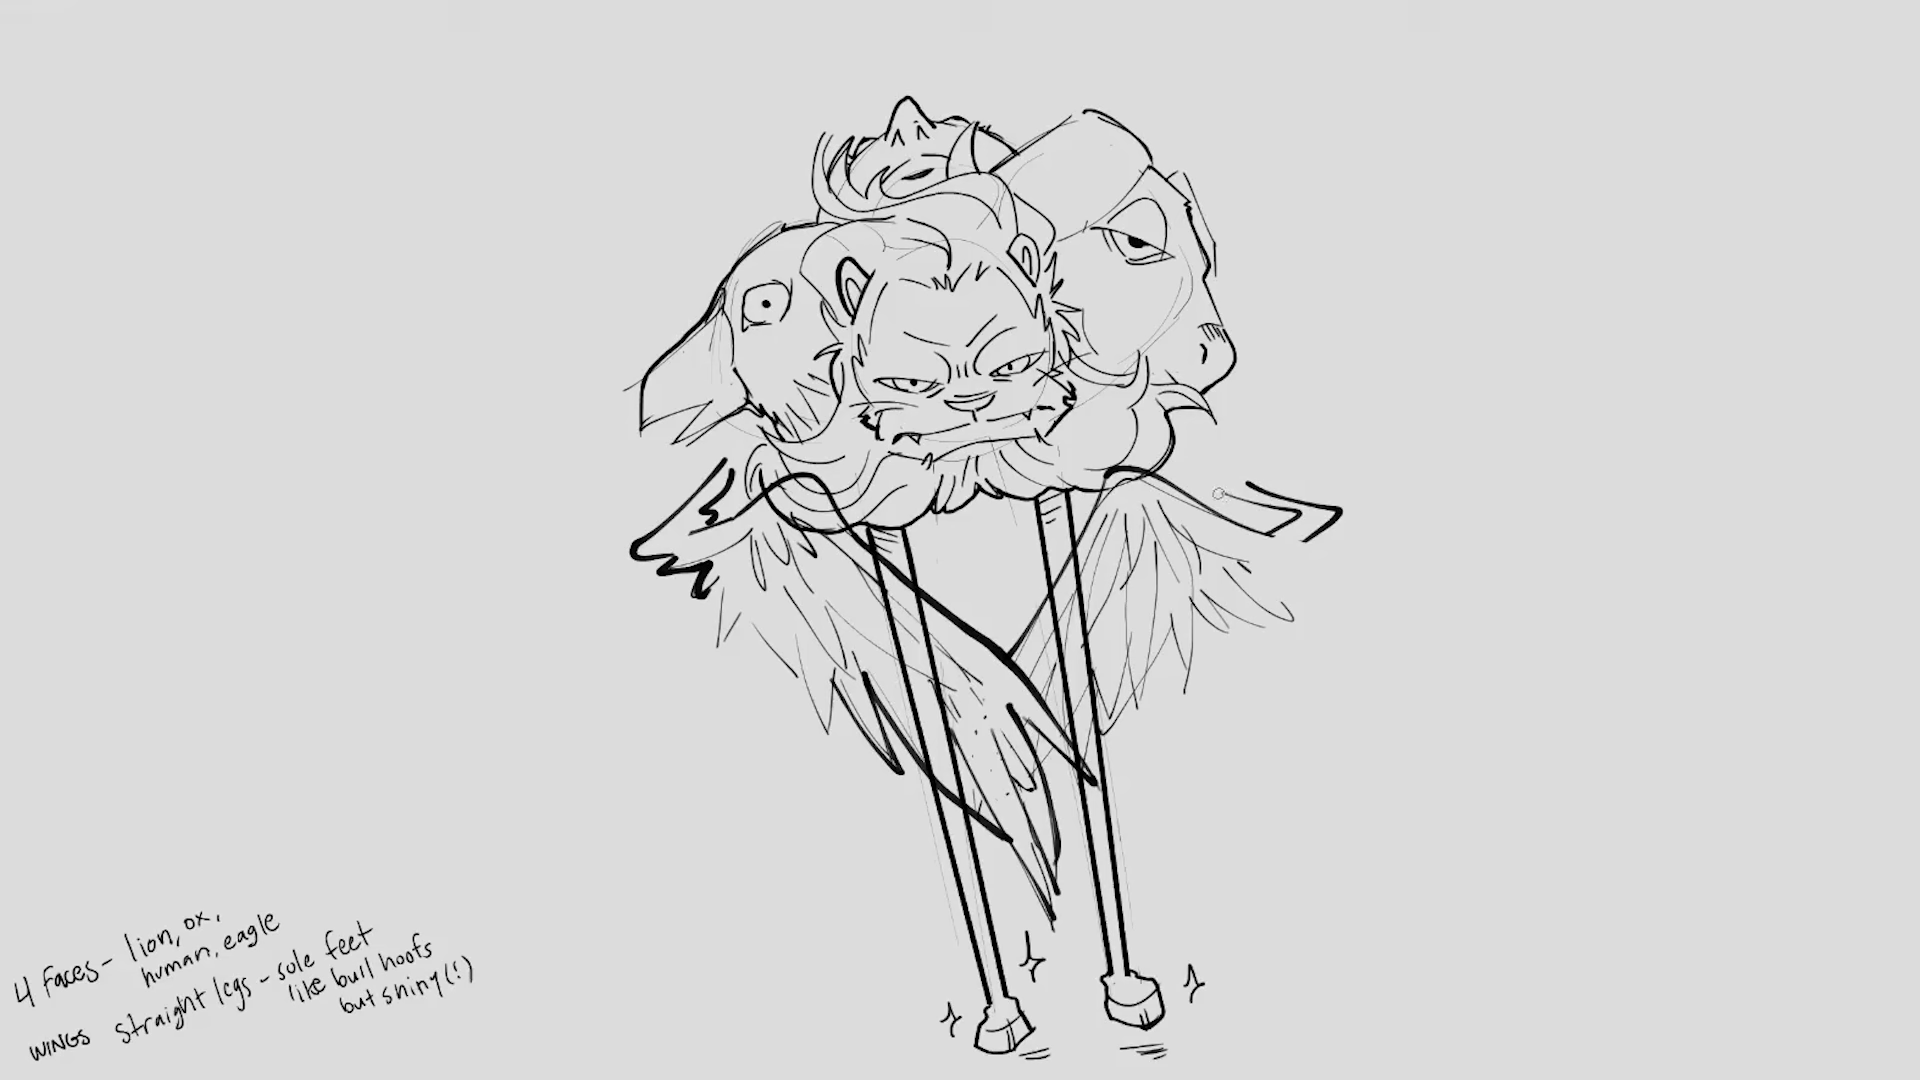 4 Faces - lion, ox,
human, eagle
straight legs - sole feet
like bull hoofs
but shiny(!)
WINGS